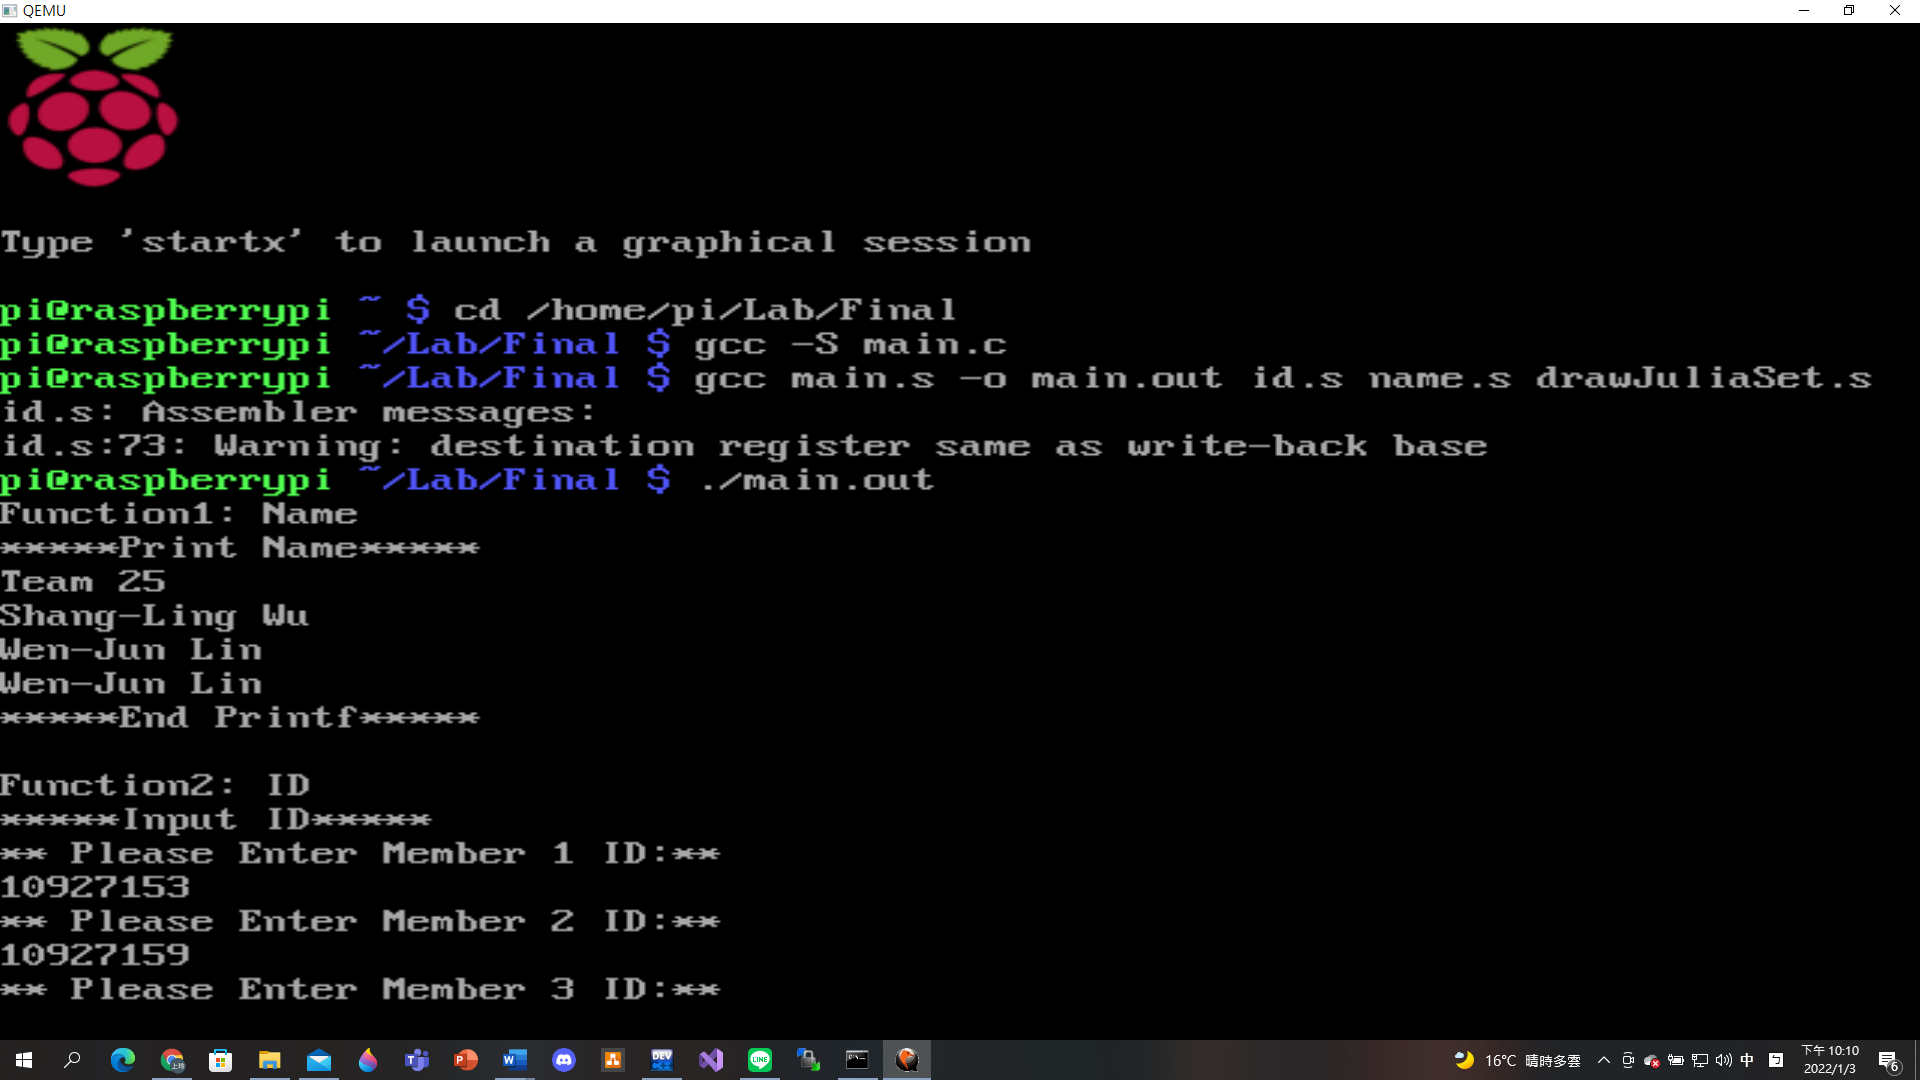 QEMU
Type 'startx' to launch a graphical session
pi@raspberrypi ~ $ cd /home/pi/Lab/Final
pi@raspberrypi ~/Lab/Final $ gcc -S main.c
pi@raspberrypi ~/Lab/Final $ gcc main.s -o main.out id.s name.s drawJuliaSet.s
id.s: Assembler messages:
id.s:73: Warning: destination register same as write-back base
pi@raspberrypi ~/Lab/Final $ ./main.out
Function1: Name
*****Print Name*****
Team 25
Shang-Ling Wu
Wen-Jun Lin
Wen-Jun Lin
*****End Printf*****
Function2: ID
*****Input ID*****
** Please Enter Member 1 ID:**
10927153
** Please Enter Member 2 ID:**
10927159
** Please Enter Member 3 ID:**
16°C 晴時多雲 中 下午 10:10
2022/1/3
6